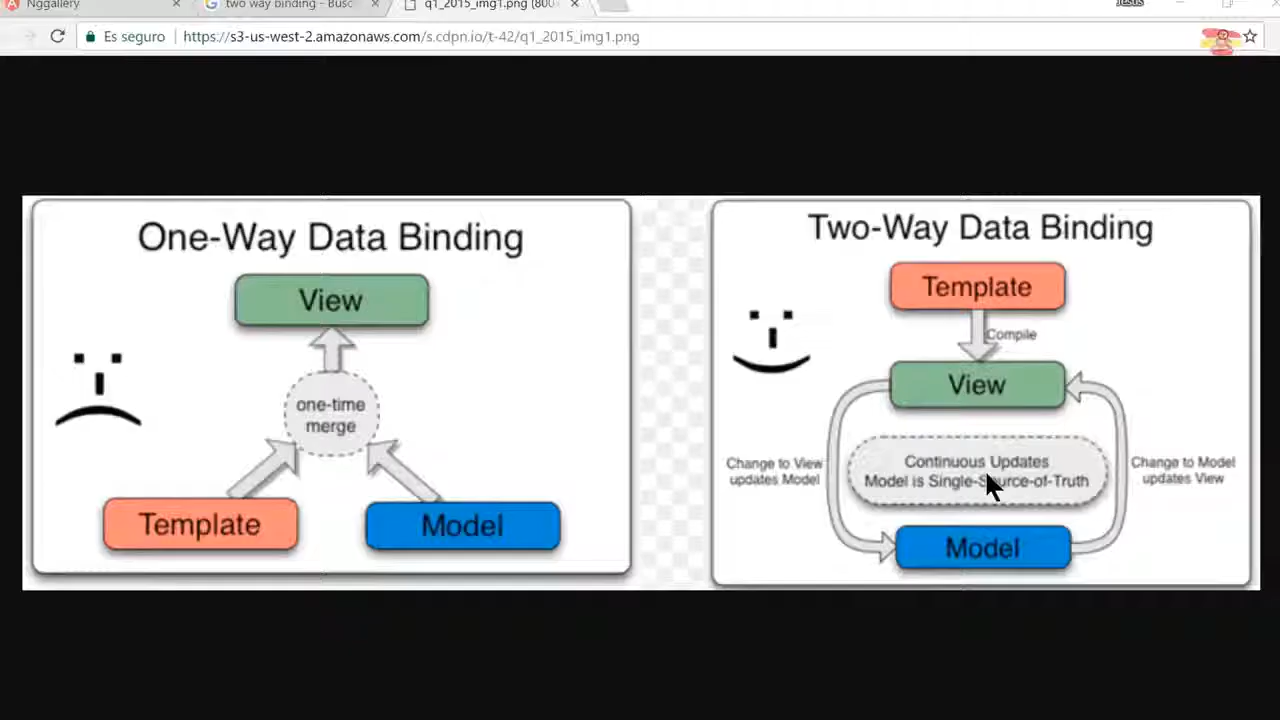 Nggallery
two way binding - Busc
q1_2015_img1.png (800
Jesús
Es seguro
https://s3-us-west-2.amazonaws.com/s.cdpn.io/t-42/q1_2015_img1.png
One-Way Data Binding
View
one-time
merge
Template
Model
Two-Way Data Binding
Template
Compile
View
Change to View
updates Model
Continuous Updates
Model is Single-Source-of-Truth
Change to Model
updates View
Model